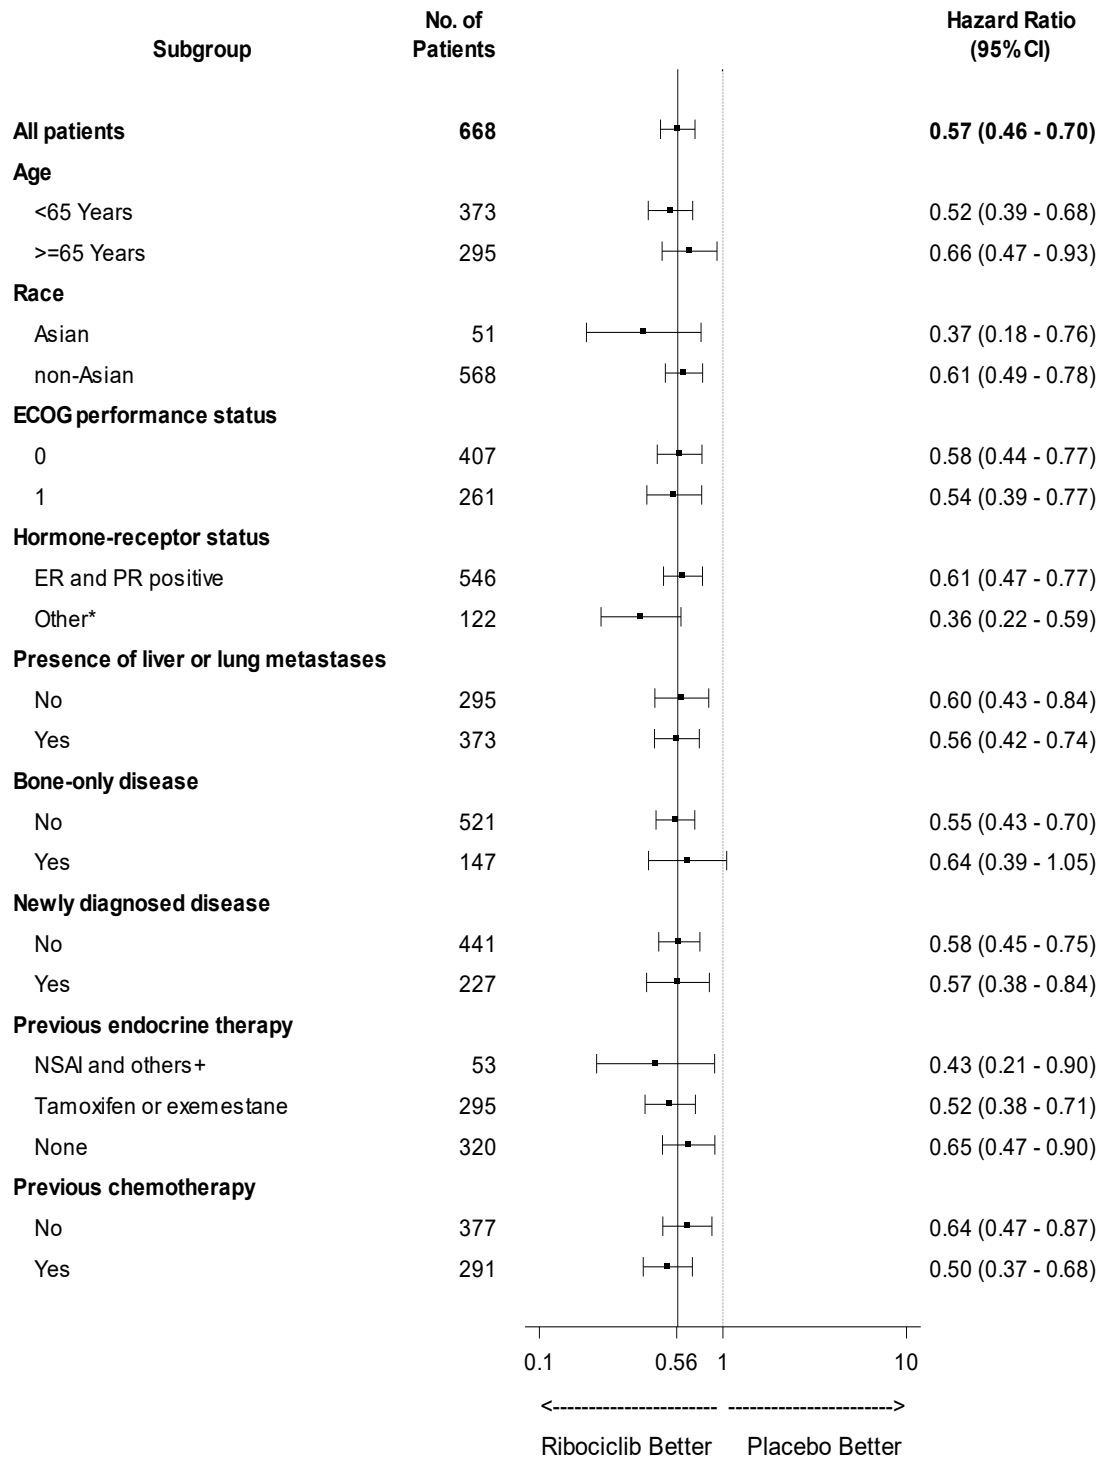 Subgroup No. of Patients Hazard Ratio (95% CI)
All patients 668 0.57 (0.46 - 0.70)
Age
<65 Years 373 0.52 (0.39 - 0.68)
>=65 Years 295 0.66 (0.47 - 0.93)
Race
Asian 51 0.37 (0.18 - 0.76)
non-Asian 568 0.61 (0.49 - 0.78)
ECOG performance status
0 407 0.58 (0.44 - 0.77)
1 261 0.54 (0.39 - 0.77)
Hormone-receptor status
ER and PR positive 546 0.61 (0.47 - 0.77)
Other* 122 0.36 (0.22 - 0.59)
Presence of liver or lung metastases
No 295 0.60 (0.43 - 0.84)
Yes 373 0.56 (0.42 - 0.74)
Bone-only disease
No 521 0.55 (0.43 - 0.70)
Yes 147 0.64 (0.39 - 1.05)
Newly diagnosed disease
No 441 0.58 (0.45 - 0.75)
Yes 227 0.57 (0.38 - 0.84)
Previous endocrine therapy
NSAI and others+ 53 0.43 (0.21 - 0.90)
Tamoxifen or exemestane 295 0.52 (0.38 - 0.71)
None 320 0.65 (0.47 - 0.90)
Previous chemotherapy
No 377 0.64 (0.47 - 0.87)
Yes 291 0.50 (0.37 - 0.68)
0.1 0.56 1 10
<------------------------ ------------------------>
Ribociclib Better Placebo Better